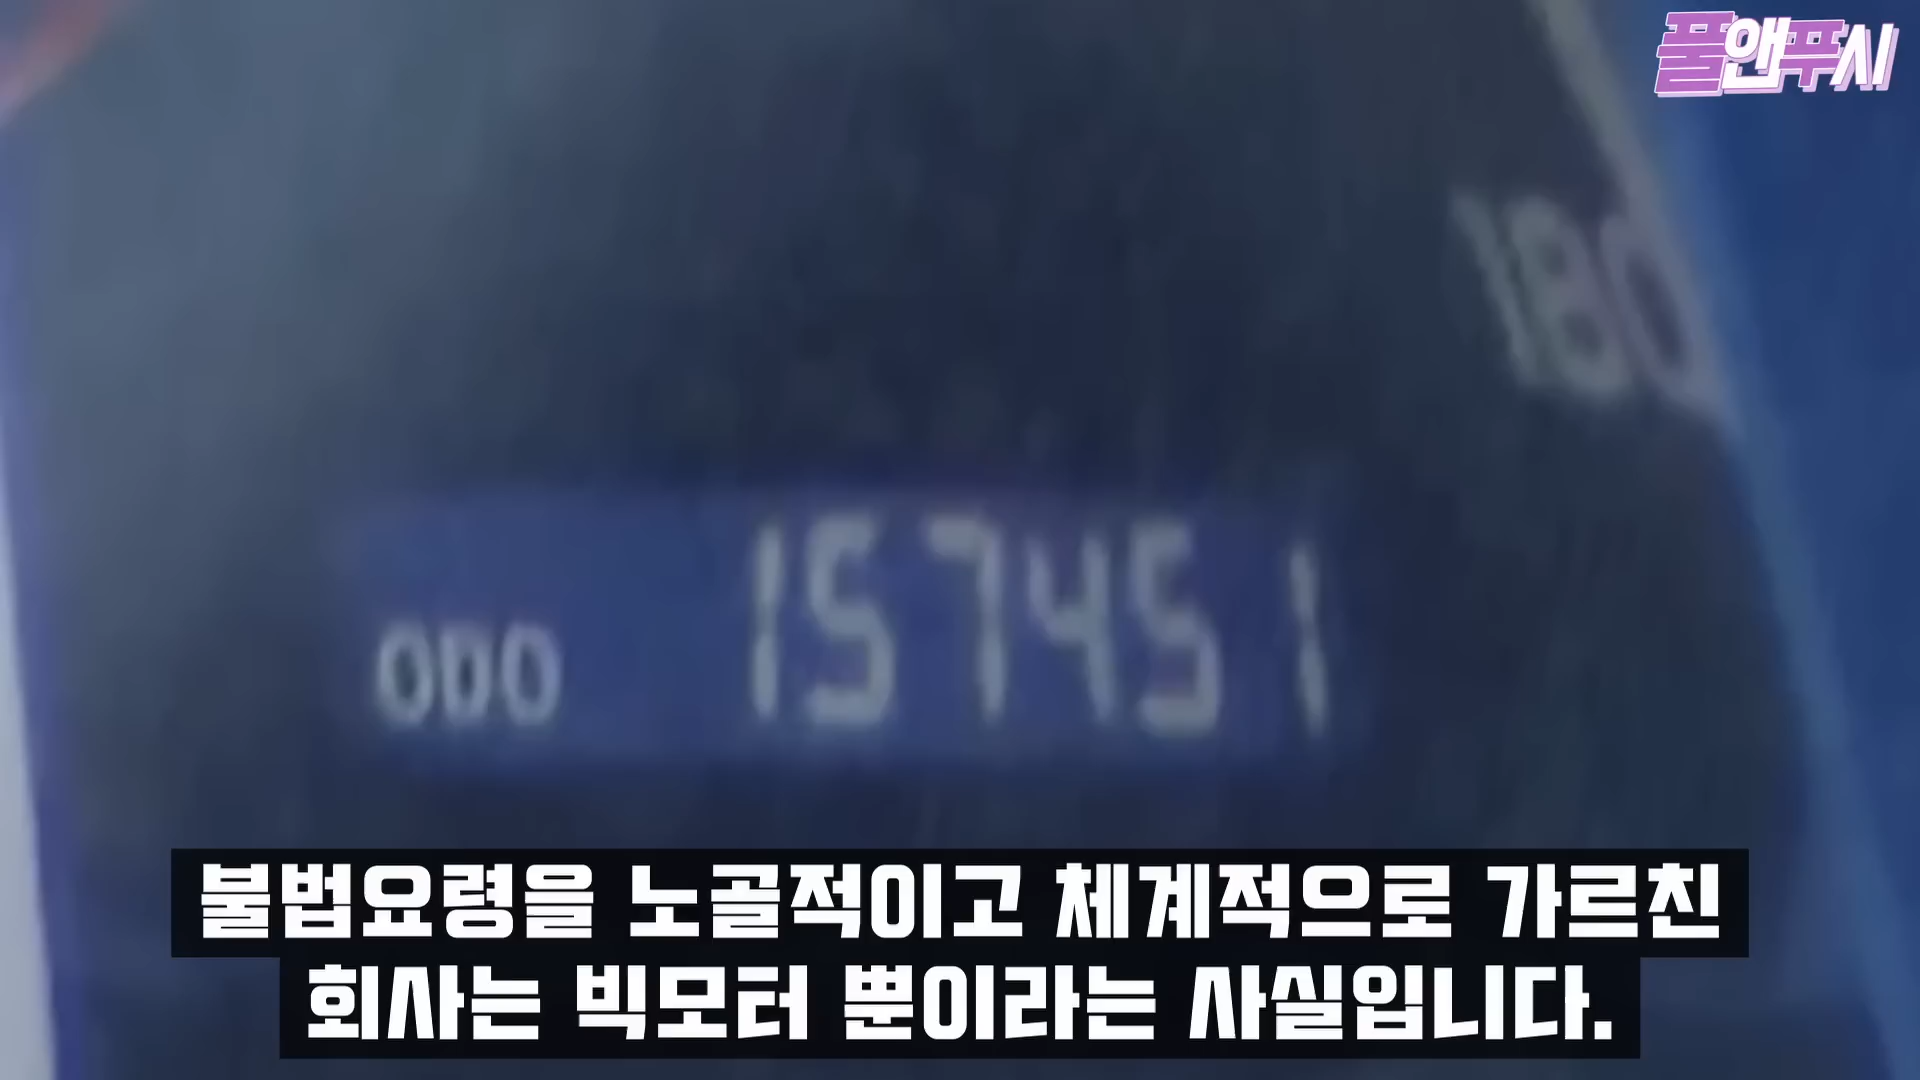 풀앤푸시
180
ODO 157451
불법요령을 노골적이고 체계적으로 가르친
회사는 빅모터 뿐이라는 사실입니다.